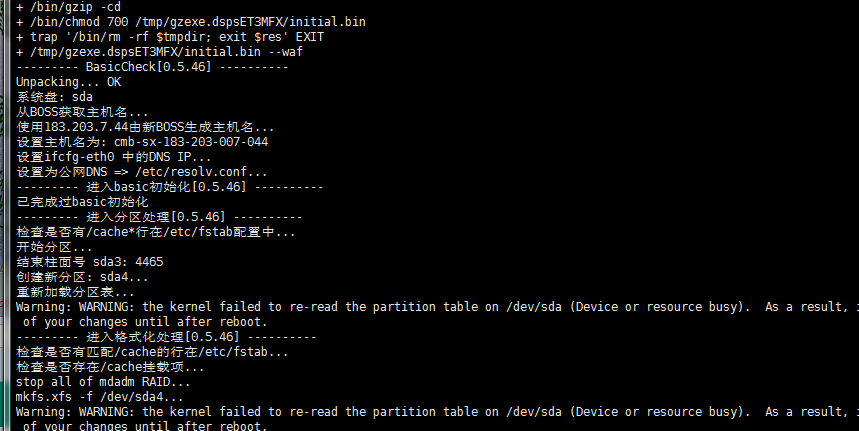 + /bin/gzip -cd
+ /bin/chmod 700 /tmp/gzexe.dspsET3MFX/initial.bin
+ trap '/bin/rm -rf $tmpdir; exit $res' EXIT
+ /tmp/gzexe.dspsET3MFX/initial.bin --waf
--------- BasicCheck[0.5.46] ----------
Unpacking... OK
系统盘: sda
从BOSS获取主机名...
使用183.203.7.44由新BOSS生成主机名...
设置主机名为: cmb-sx-183-203-007-044
设置ifcfg-eth0 中的DNS IP...
设置为公网DNS => /etc/resolv.conf...
--------- 进入basic初始化[0.5.46] ----------
已完成过basic初始化
--------- 进入分区处理[0.5.46] ----------
检查是否有/cache*行在/etc/fstab配置中...
开始分区...
结束柱面号 sda3: 4465
创建新分区: sda4...
重新加载分区表...
Warning: WARNING: the kernel failed to re-read the partition table on /dev/sda (Device or resource busy).  As a result, i
 of your changes until after reboot.
--------- 进入格式化处理[0.5.46] ----------
检查是否有匹配/cache的行在/etc/fstab...
检查是否存在/cache挂载项...
stop all of mdadm RAID...
mkfs.xfs -f /dev/sda4...
Warning: WARNING: the kernel failed to re-read the partition table on /dev/sda (Device or resource busy).  As a result, i
 of your changes until after reboot.